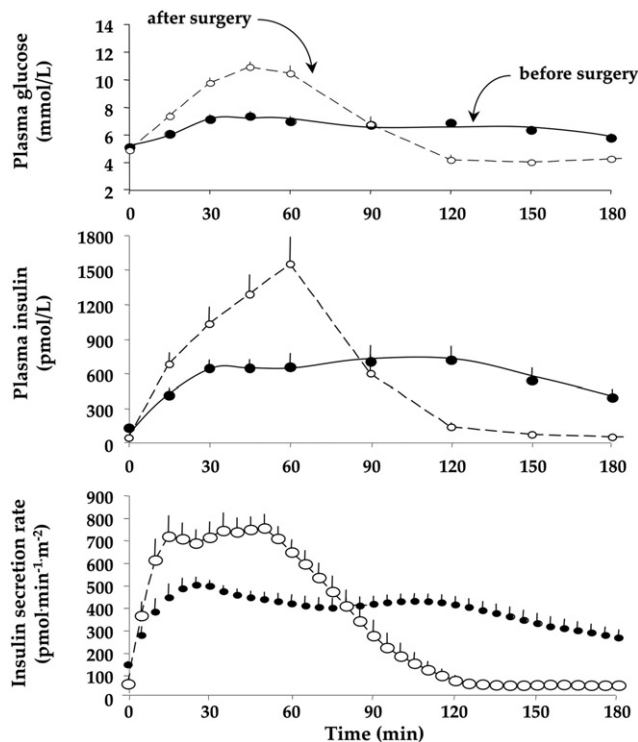 after surgery
before surgery
Plasma glucose
(mmol/L)
14
12
10
8
6
4
2
0 30 60 90 120 150 180
Plasma insulin
(pmol/L)
1800
1500
1200
900
600
300
0
0 30 60 90 120 150 180
Insulin secretion rate
(pmol·min⁻¹·m⁻²)
900
800
700
600
500
400
300
200
100
0
0 30 60 90 120 150 180
Time (min)